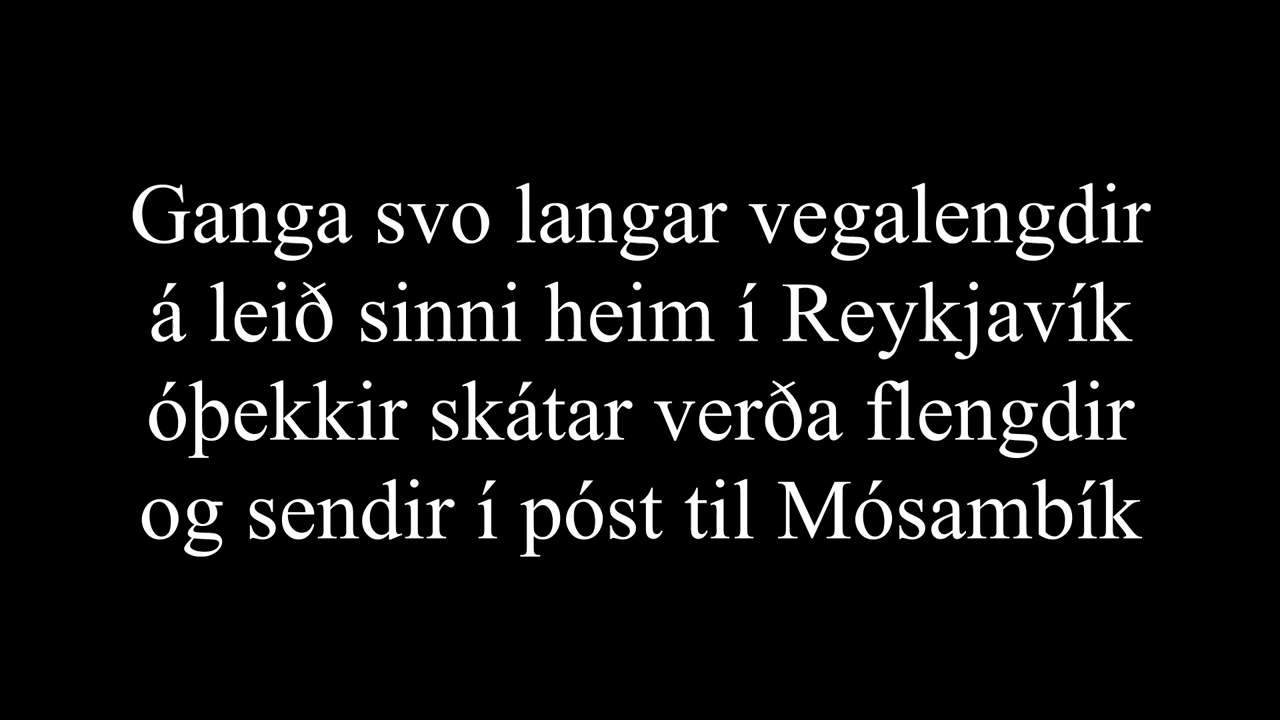 Ganga svo langar vegalengdir
á leið sinni heim í Reykjavík
óþekkir skátar verða flengdir
og sendir í póst til Mósambík